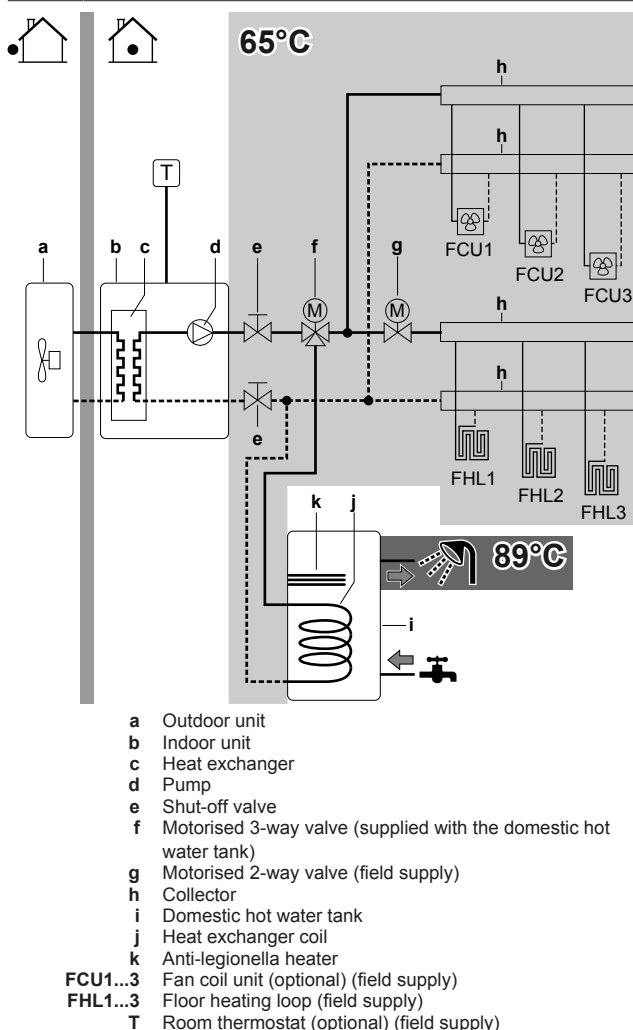 65°C
h
h
T
FCU1
FCU2
FCU3
a b c d e f g
M M
h
h
e
FHL1
FHL2
FHL3
k j
89°C
i
a Outdoor unit
b Indoor unit
c Heat exchanger
d Pump
e Shut-off valve
f Motorised 3-way valve (supplied with the domestic hot
water tank)
g Motorised 2-way valve (field supply)
h Collector
i Domestic hot water tank
j Heat exchanger coil
k Anti-legionella heater
FCU1...3 Fan coil unit (optional) (field supply)
FHL1...3 Floor heating loop (field supply)
T Room thermostat (optional) (field supply)